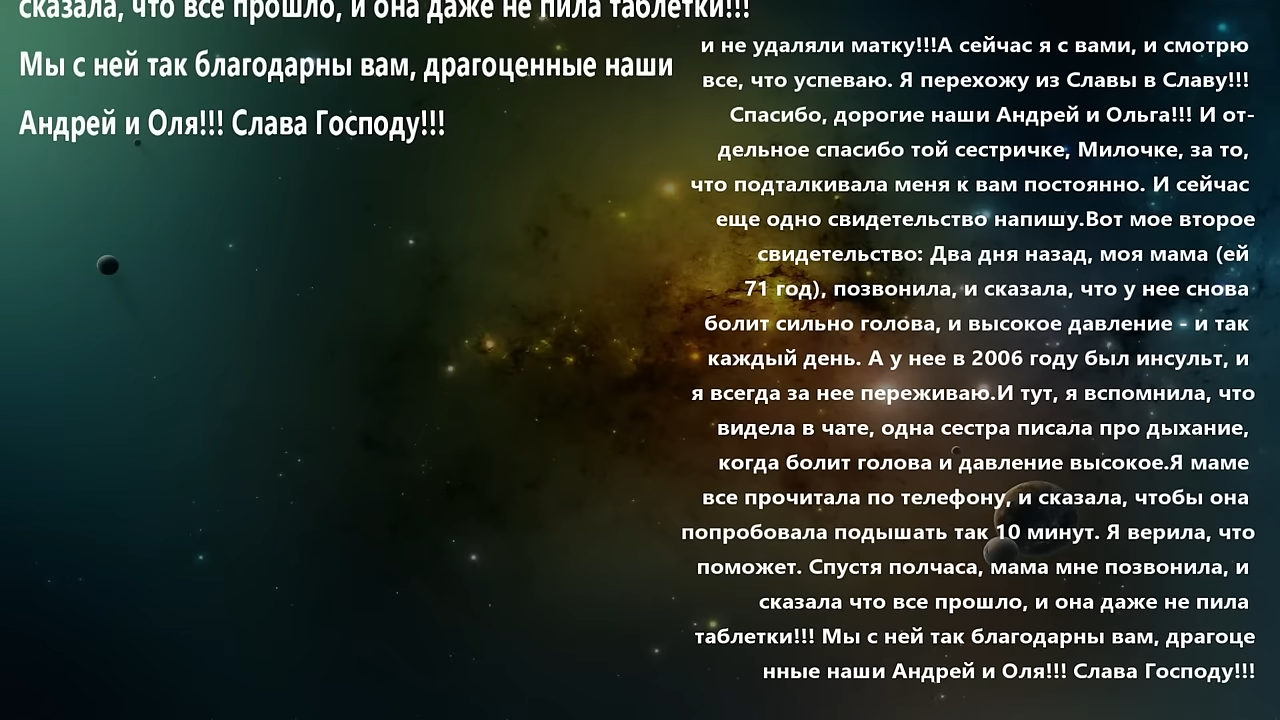 сказала, что все прошло, и она даже не пила таблетки!!!
Мы с ней так благодарны вам, драгоценные наши
Андрей и Оля!!! Слава Господу!!!
и не удаляли матку!!!А сейчас я с вами, и смотрю
все, что успеваю. Я перехожу из Славы в Славу!!!
Спасибо, дорогие наши Андрей и Ольга!!! И от-
дельное спасибо той сестричке, Милочке, за то,
что подталкивала меня к вам постоянно. И сейчас
еще одно свидетельство напишу.Вот мое второе
свидетельство: Два дня назад, моя мама (ей
71 год), позвонила, и сказала, что у нее снова
болит сильно голова, и высокое давление - и так
каждый день. А у нее в 2006 году был инсульт, и
я всегда за нее переживаю.И тут, я вспомнила, что
видела в чате, одна сестра писала про дыхание,
когда болит голова и давление высокое.Я маме
все прочитала по телефону, и сказала, чтобы она
попробовала подышать так 10 минут. Я верила, что
поможет. Спустя полчаса, мама мне позвонила, и
сказала что все прошло, и она даже не пила
таблетки!!! Мы с ней так благодарны вам, драгоце
нные наши Андрей и Оля!!! Слава Господу!!!